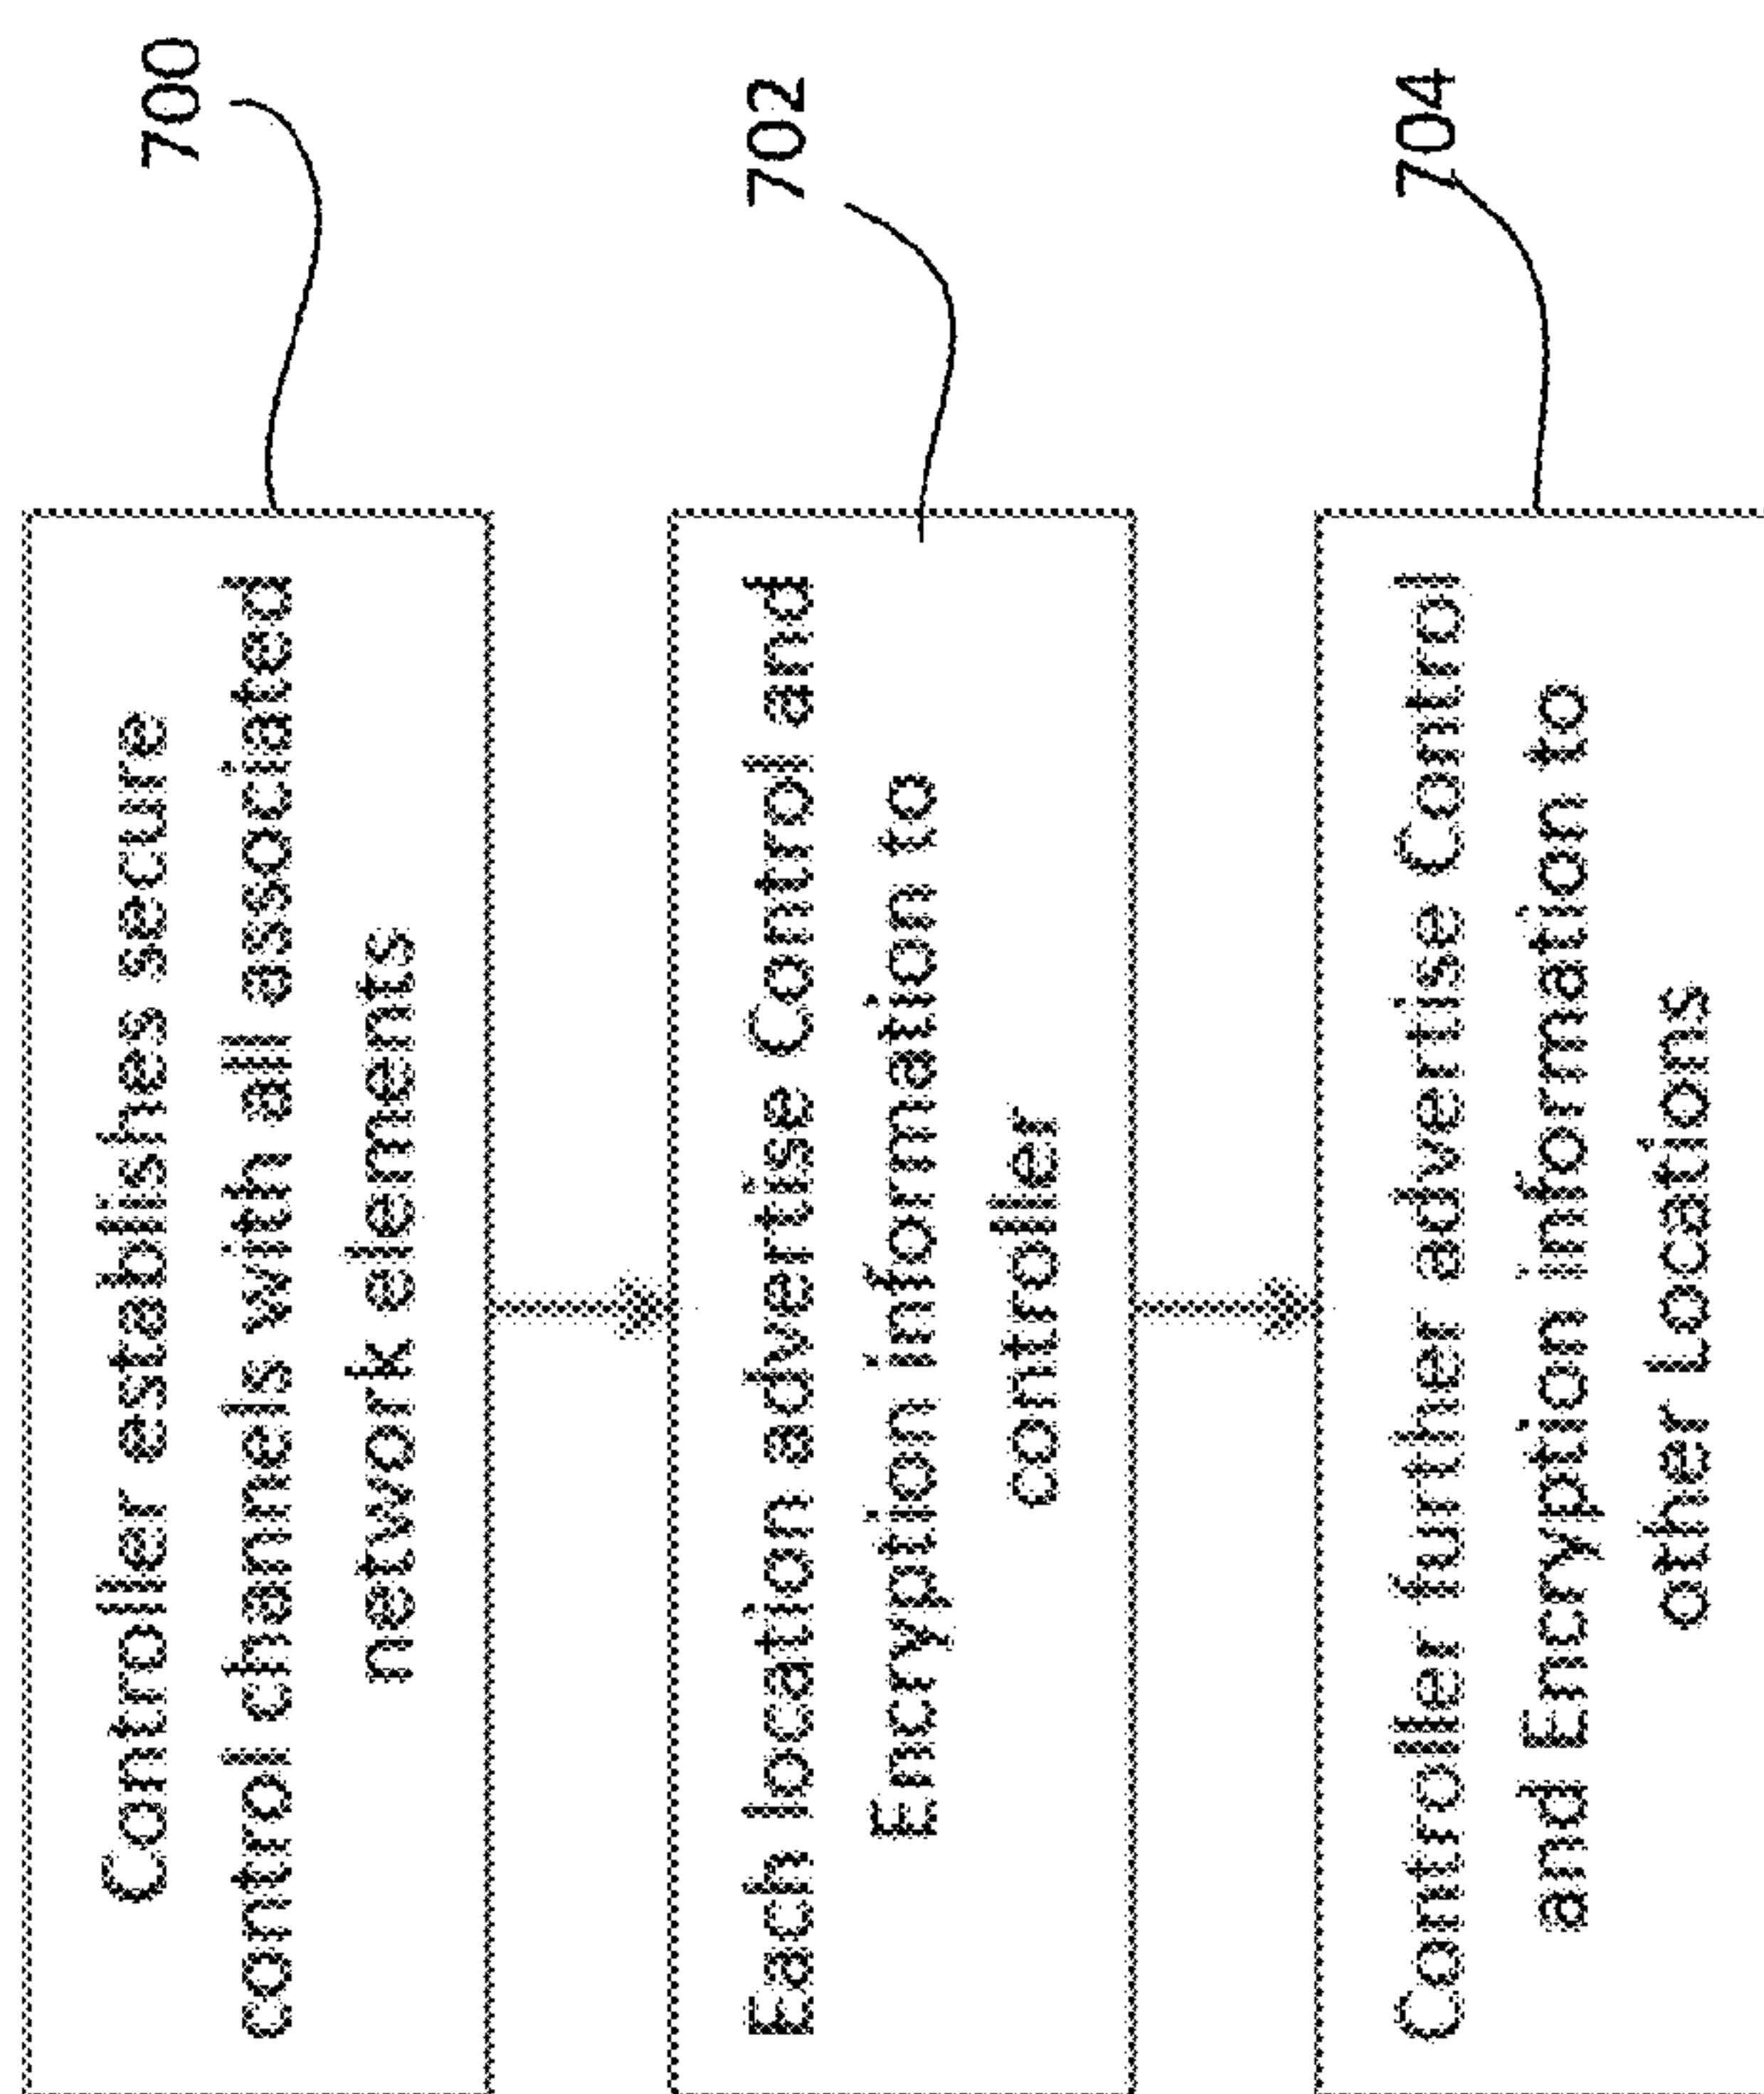 Controller establishes secure
control channels with all associated
network elements
700
Each location advertise Control and
Encryption information to
controller
702
Controller further advertise Control
and Encryption information to
other Locations
704